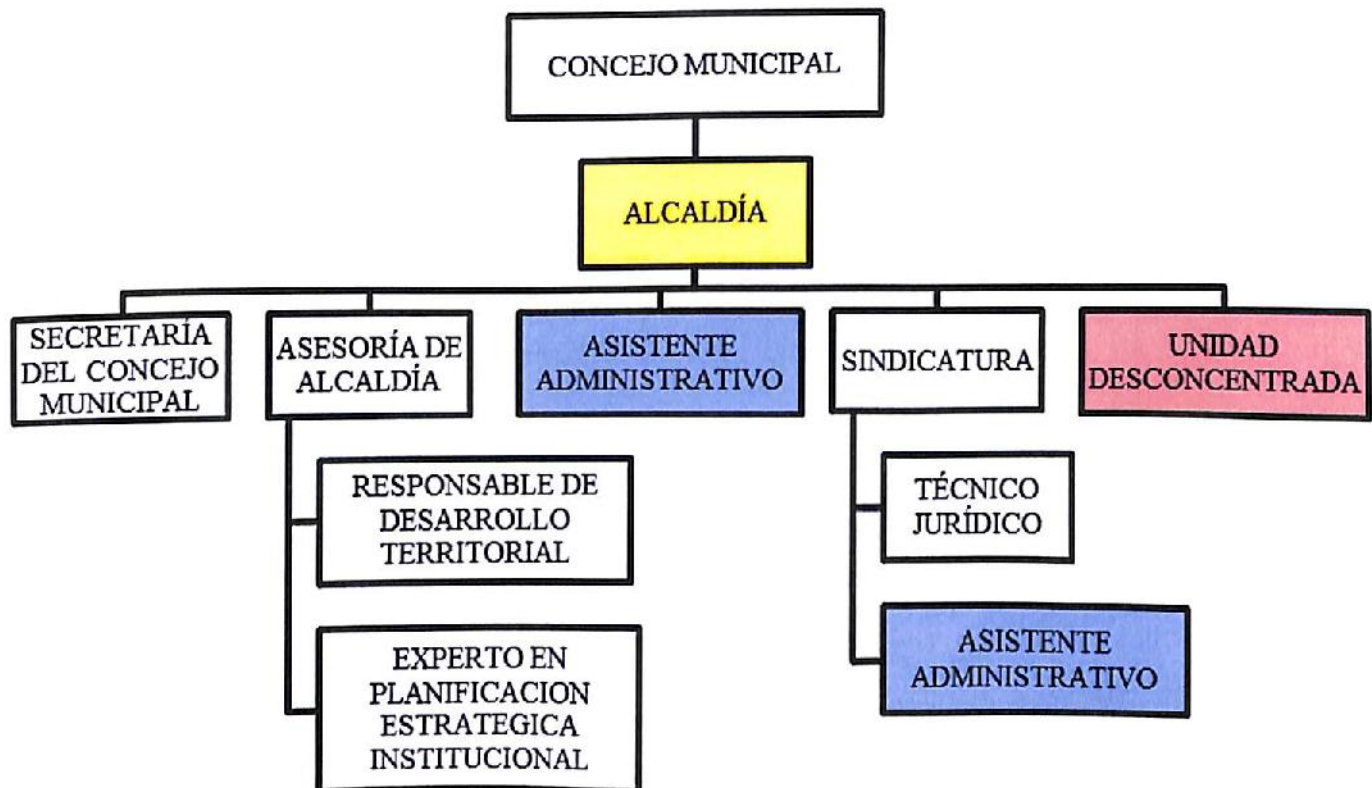 CONCEJO MUNICIPAL
ALCALDÍA
SECRETARÍA
DEL CONCEJO
MUNICIPAL
ASESORÍA DE
ALCALDÍA
ASISTENTE
ADMINISTRATIVO
SINDICATURA
UNIDAD
DESCONCENTRADA
RESPONSABLE DE
DESARROLLO
TERRITORIAL
TÉCNICO
JURÍDICO
EXPERTO EN
PLANIFICACION
ESTRATEGICA
INSTITUCIONAL
ASISTENTE
ADMINISTRATIVO